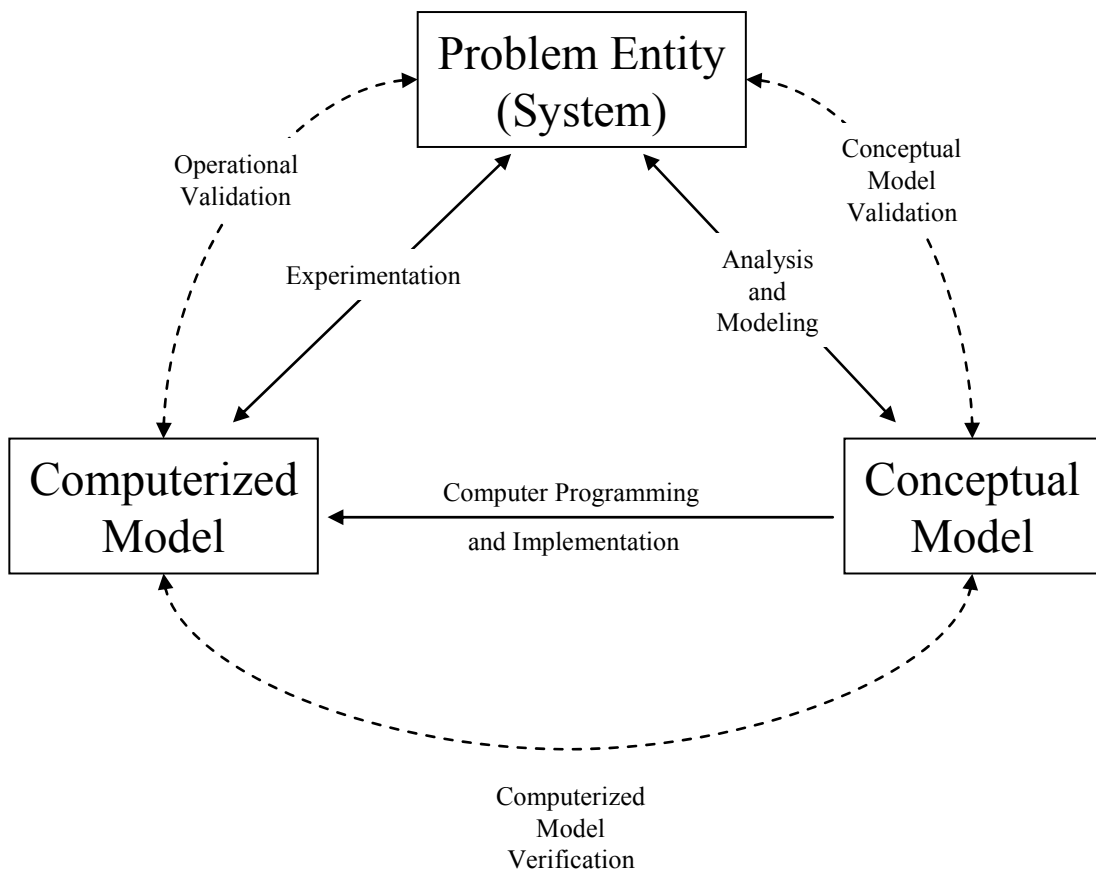 Problem Entity
(System)
Operational
Validation
Conceptual
Model
Validation
Experimentation
Analysis
and
Modeling
Computerized
Model
Computer Programming
and Implementation
Conceptual
Model
Computerized
Model
Verification